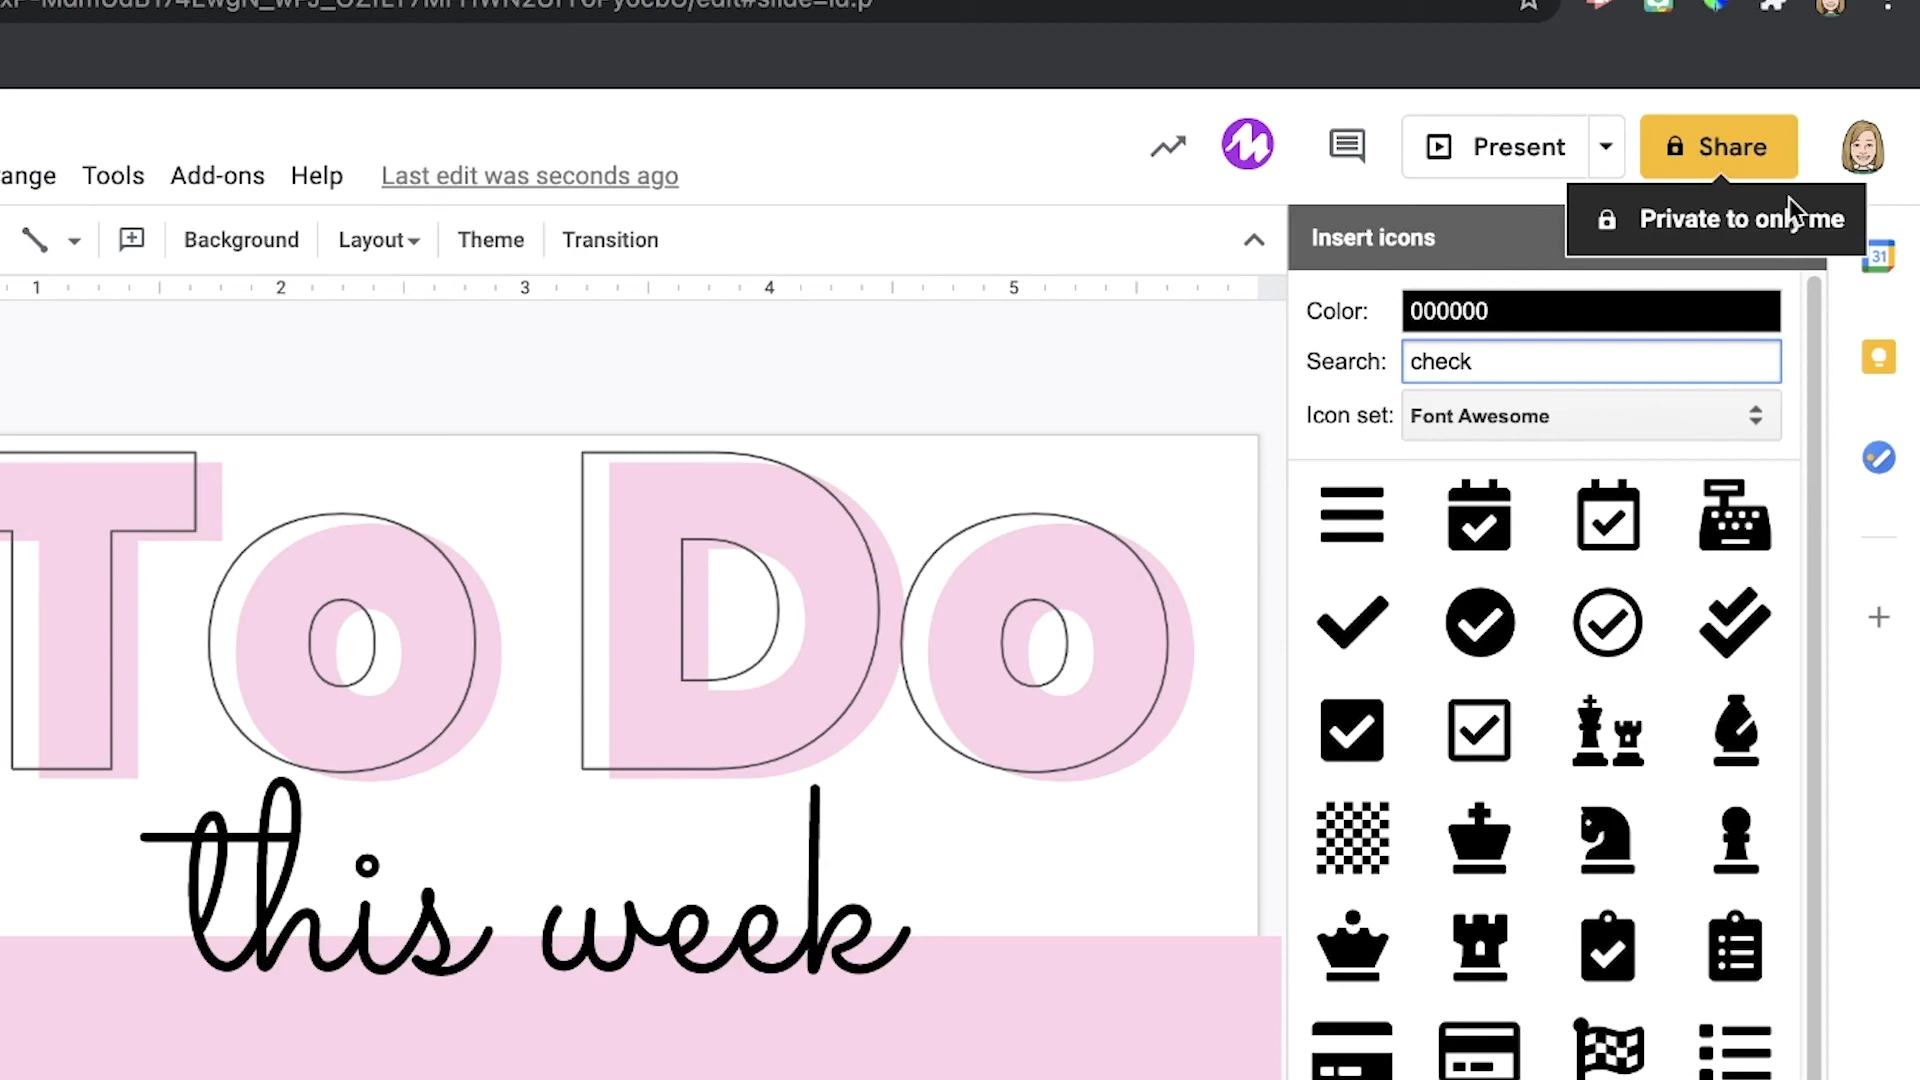 Present
Share
ange Tools Add-ons Help Last edit was seconds ago
Private to only me
Background Layout Theme Transition
Insert icons
31
1 2 3 4 5
Color: 000000
Search: check
Icon set: Font Awesome
To Do
this week